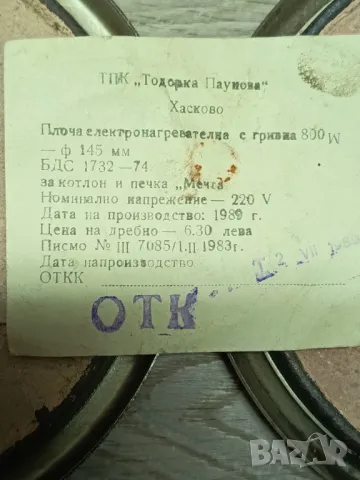 ТПК „Тодорка Паунова"
Хасково
Плоча електронагревателна с гривна 800 W
— ф 145 мм
БДС 1732 —74
за котлон и печка „Мечта"
Номинално напрежение — 220 V
Дата на производство: 1989 г.
Цена на дребно — 6.30 лева
Писмо № III 7085/1.II 1983г.
Дата напроизводство
ОТКК
ОТК
BAZAR